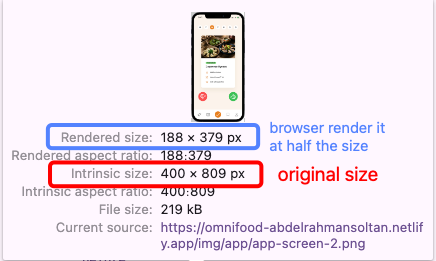 Rendered size: 188 × 379 px
browser render it
at half the size
Rendered aspect ratio: 188:379
Intrinsic size: 400 × 809 px
original size
Intrinsic aspect ratio: 400:809
File size: 219 kB
Current source: https://omnifood-abdelrahmansoltan.netlif
y.app/img/app/app-screen-2.png